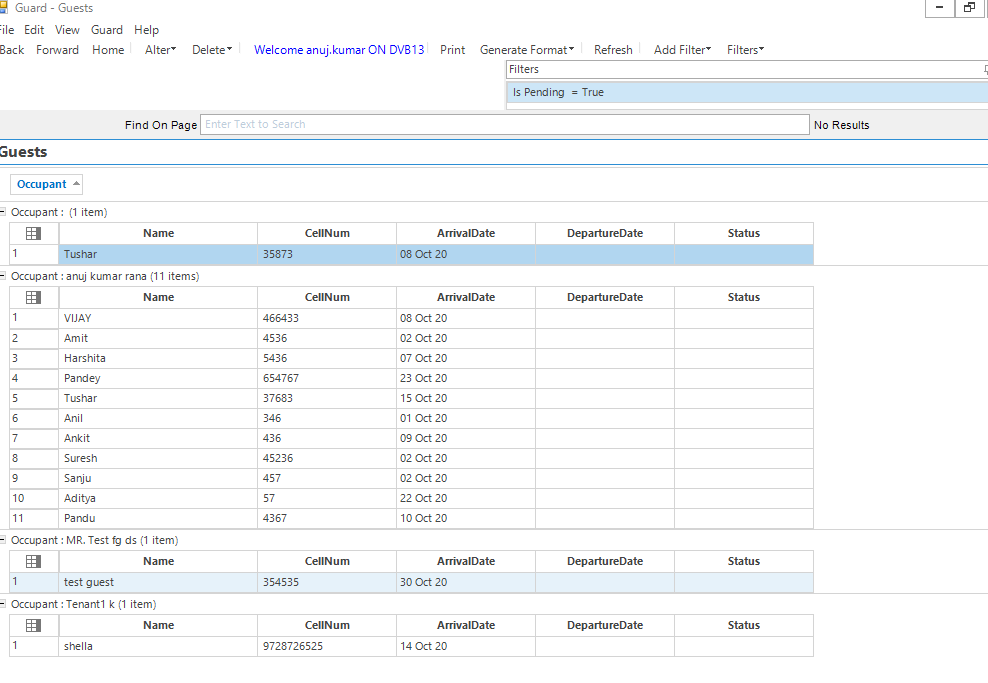 Guard - Guests
File Edit View Guard Help
Back Forward Home Alter Delete Welcome anuj.kumar ON DVB13 Print Generate Format Refresh Add Filter Filters
Filters
Is Pending = True
Find On Page Enter Text to Search No Results
Guests
Occupant
Occupant : (1 item)
Name CellNum ArrivalDate DepartureDate Status
1 Tushar 35873 08 Oct 20
Occupant : anuj kumar rana (11 items)
Name CellNum ArrivalDate DepartureDate Status
1 VIJAY 466433 08 Oct 20
2 Amit 4536 02 Oct 20
3 Harshita 5436 07 Oct 20
4 Pandey 654767 23 Oct 20
5 Tushar 37683 15 Oct 20
6 Anil 346 01 Oct 20
7 Ankit 436 09 Oct 20
8 Suresh 45236 02 Oct 20
9 Sanju 457 02 Oct 20
10 Aditya 57 22 Oct 20
11 Pandu 4367 10 Oct 20
Occupant : MR. Test fg ds (1 item)
Name CellNum ArrivalDate DepartureDate Status
1 test guest 354535 30 Oct 20
Occupant : Tenant1 k (1 item)
Name CellNum ArrivalDate DepartureDate Status
1 shella 9728726525 14 Oct 20